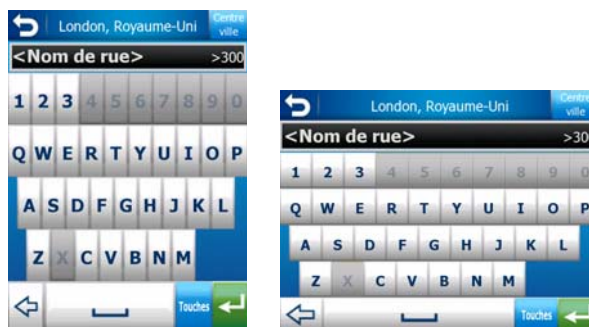 London, Royaume-Uni Centre ville
<Nom de rue> >300
1 2 3 4 5 6 7 8 9 0
Q W E R T Y U I O P
A S D F G H J K L
Z X C V B N M
Touches
London, Royaume-Uni Centre ville
<Nom de rue> >30
1 2 3 4 5 6 7 8 9 0
Q W E R T Y U I O P
A S D F G H J K L
Z X C V B N M
Touches